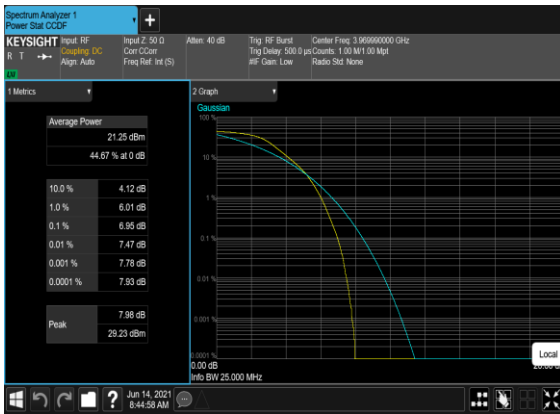 Spectrum Analyzer 1
Power Stat CCDF
KEYSIGHT Input: RF Input Z: 50 Ω Atten: 40 dB Trig: RF Burst Center Freq: 3.969990000 GHz
R T Coupling: DC Corr CCorr Trig Delay: 500.0 µs Counts: 1.00 M/1.00 Mpt
Align: Auto Freq Ref: Int (S) #IF Gain: Low Radio Std: None
1 Metrics
2 Graph
Gaussian
Average Power
21.25 dBm
44.67 % at 0 dB
10.0 % 4.12 dB
1.0 % 6.01 dB
0.1 % 6.95 dB
0.01 % 7.47 dB
0.001 % 7.78 dB
0.0001 % 7.93 dB
Peak
7.98 dB
29.23 dBm
100 %
10 %
1 %
0.1 %
0.01 %
0.001 %
0.0001 %
0.00 dB
Info BW 25.000 MHz
Local
Jun 14, 2021
8:44:58 AM